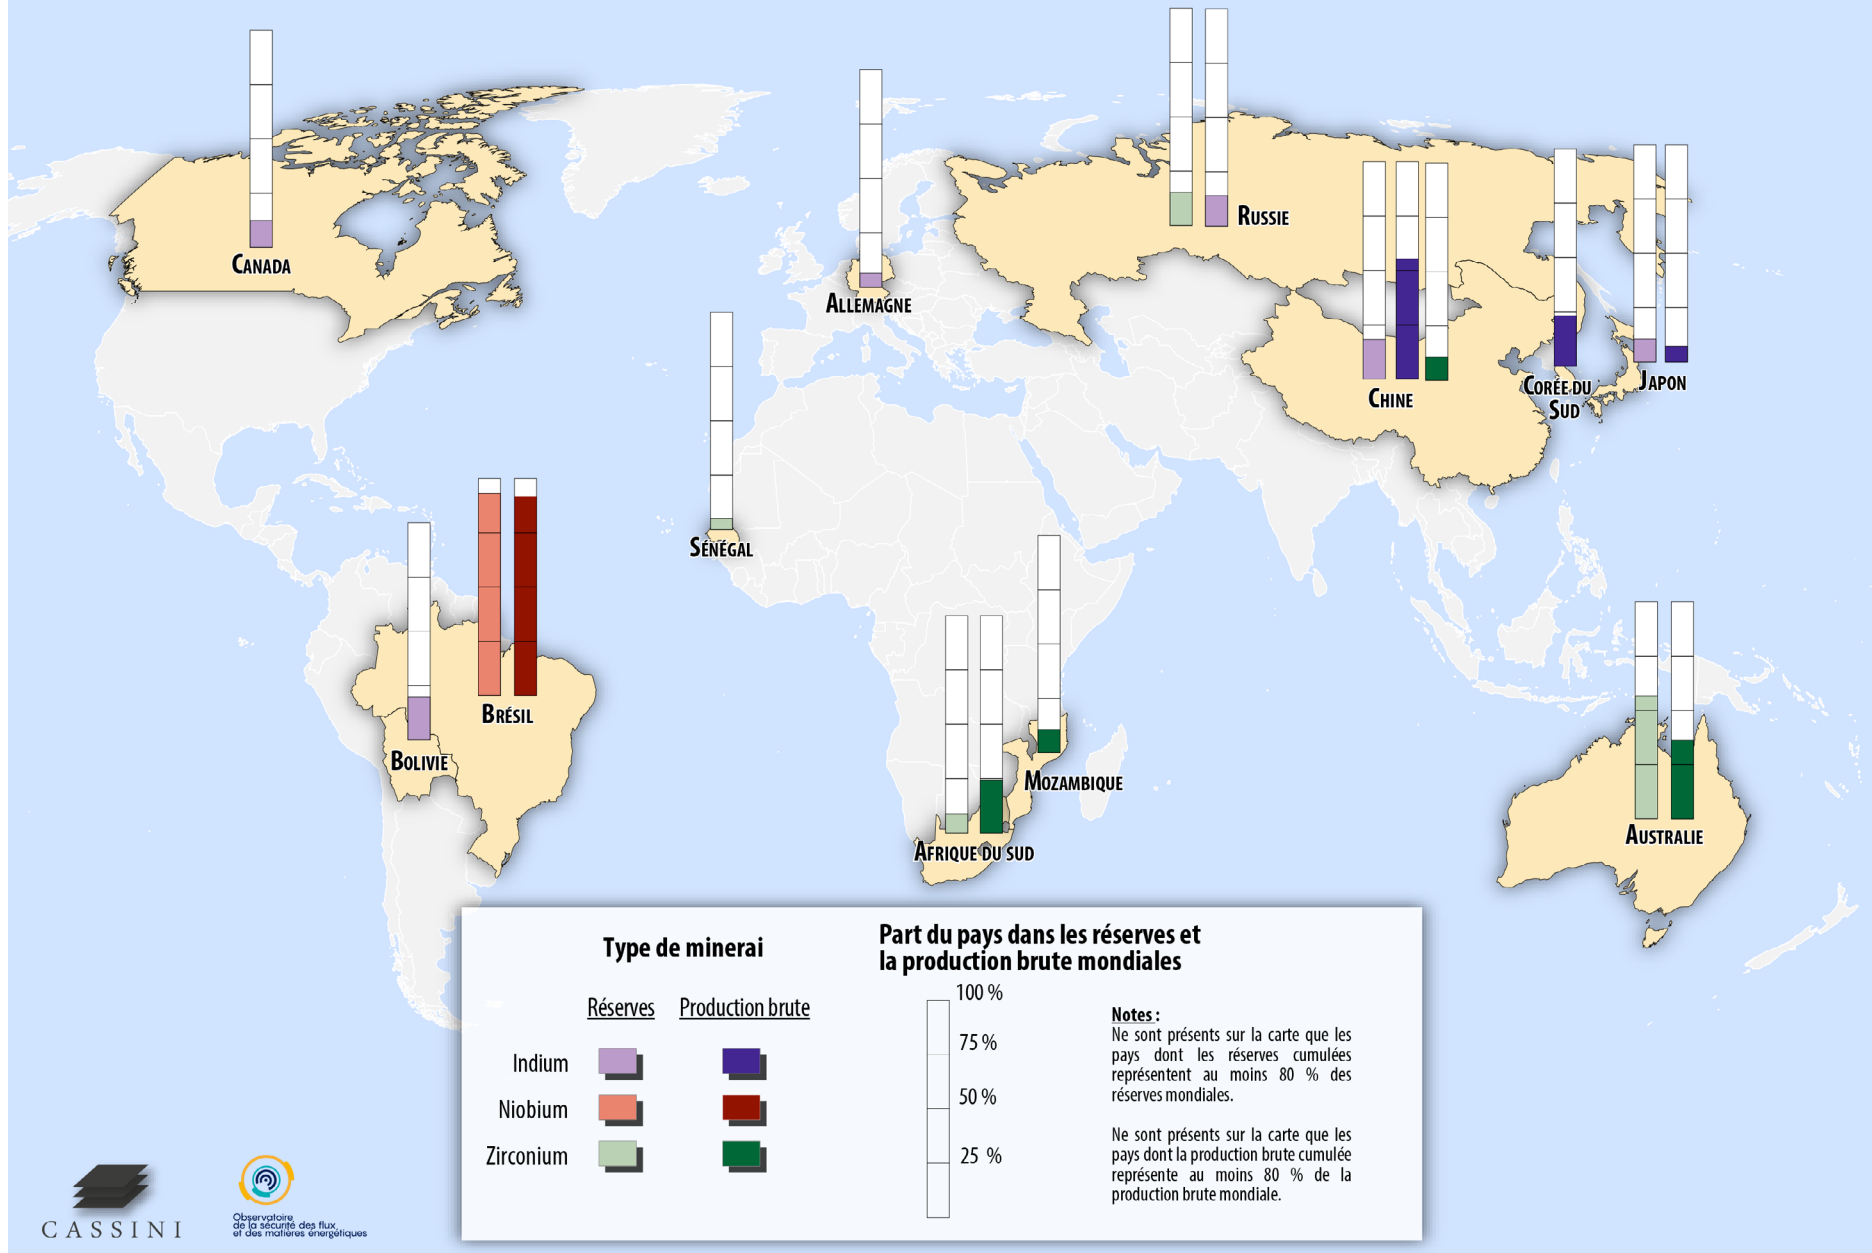 CANADA
ALLEMAGNE
RUSSIE
CHINE
CORÉE DU
SUD
JAPON
SÉNÉGAL
BRÉSIL
BOLIVIE
MOZAMBIQUE
AFRIQUE DU SUD
AUSTRALIE
Type de minerai
Réserves
Production brute
Indium
Niobium
Zirconium
Part du pays dans les réserves et
la production brute mondiales
100 %
75 %
50 %
25 %
Notes :
Ne sont présents sur la carte que les
pays dont les réserves cumulées
représentent au moins 80 % des
réserves mondiales.
Ne sont présents sur la carte que les
pays dont la production brute cumulée
représente au moins 80 % de la
production brute mondiale.
CASSINI
Observatoire
de la sécurité des flux
et des matières énergétiques